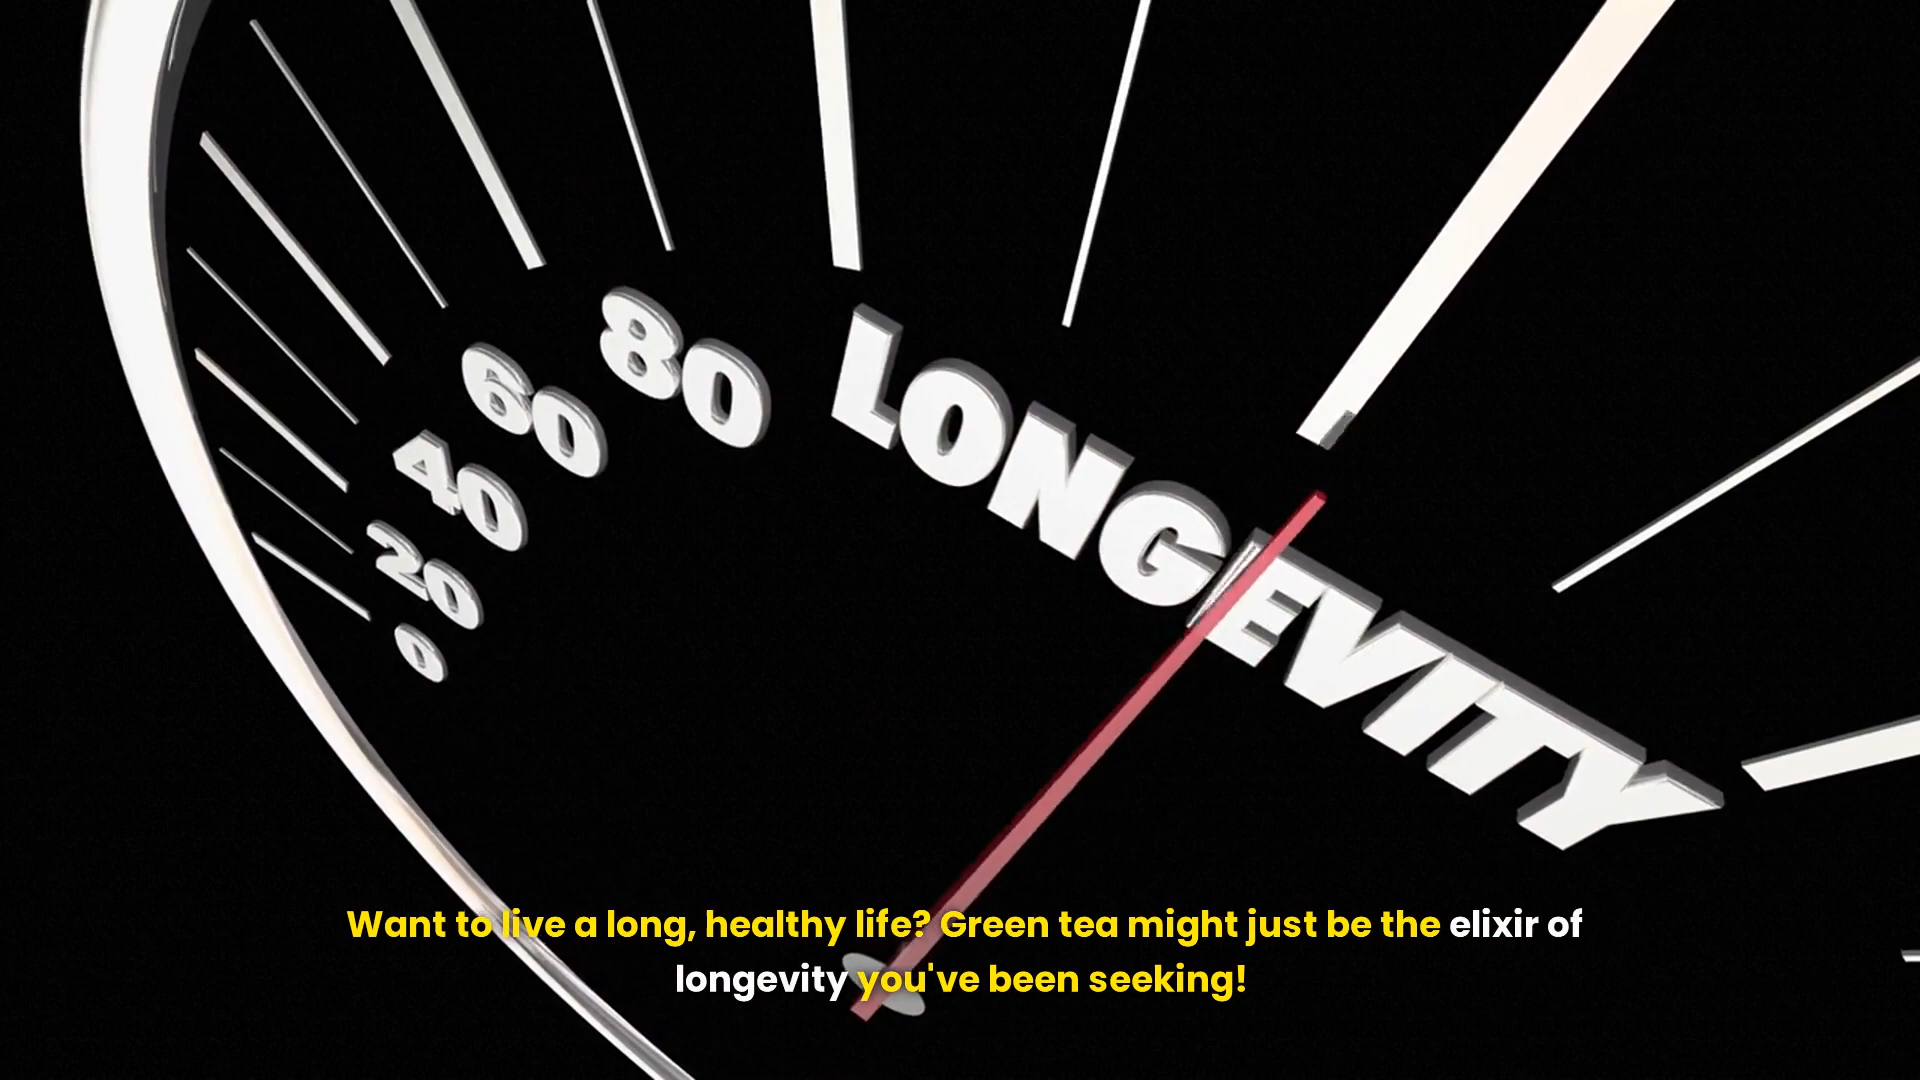 0
20
40
60
80
LONGEVITY
Want to live a long, healthy life? Green tea might just be the elixir of
longevity you've been seeking!